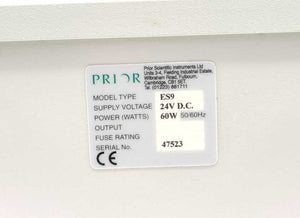 PRIOR
Prior Scientific Instruments Ltd
Units 3-4, Fielding Industrial Estate,
Wilbraham Road, Fulbourn,
Cambridge, CB1 5ET
Tel: (01223) 881711
MODEL TYPE ES9
SUPPLY VOLTAGE 24V D.C.
POWER (WATTS) 60W 50/60Hz
OUTPUT
FUSE RATING
SERIAL No. 47523
CE